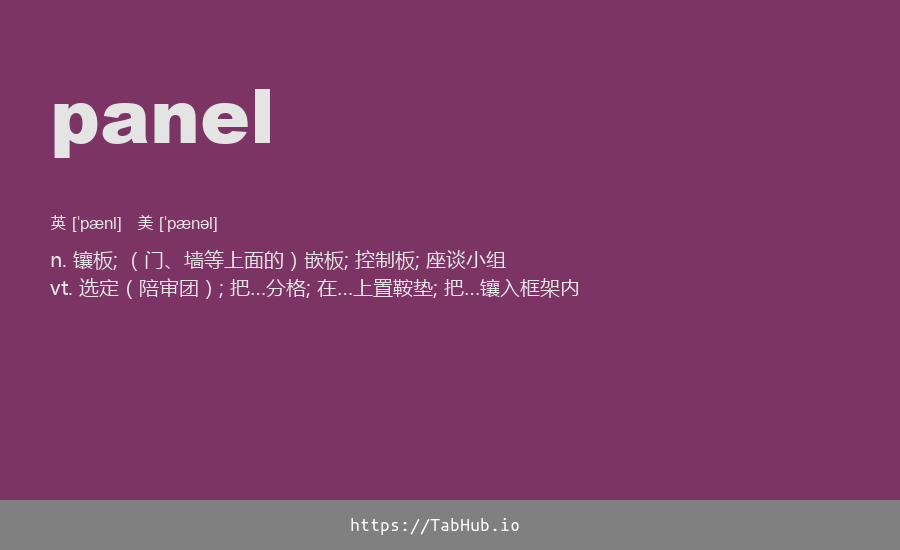 panel
英 ['pænl] 美 ['pænəl]
n. 镶板; （门、墙等上面的）嵌板; 控制板; 座谈小组
vt. 选定（陪审团）; 把…分格; 在…上置鞍垫; 把…镶入框架内
https://TabHub.io